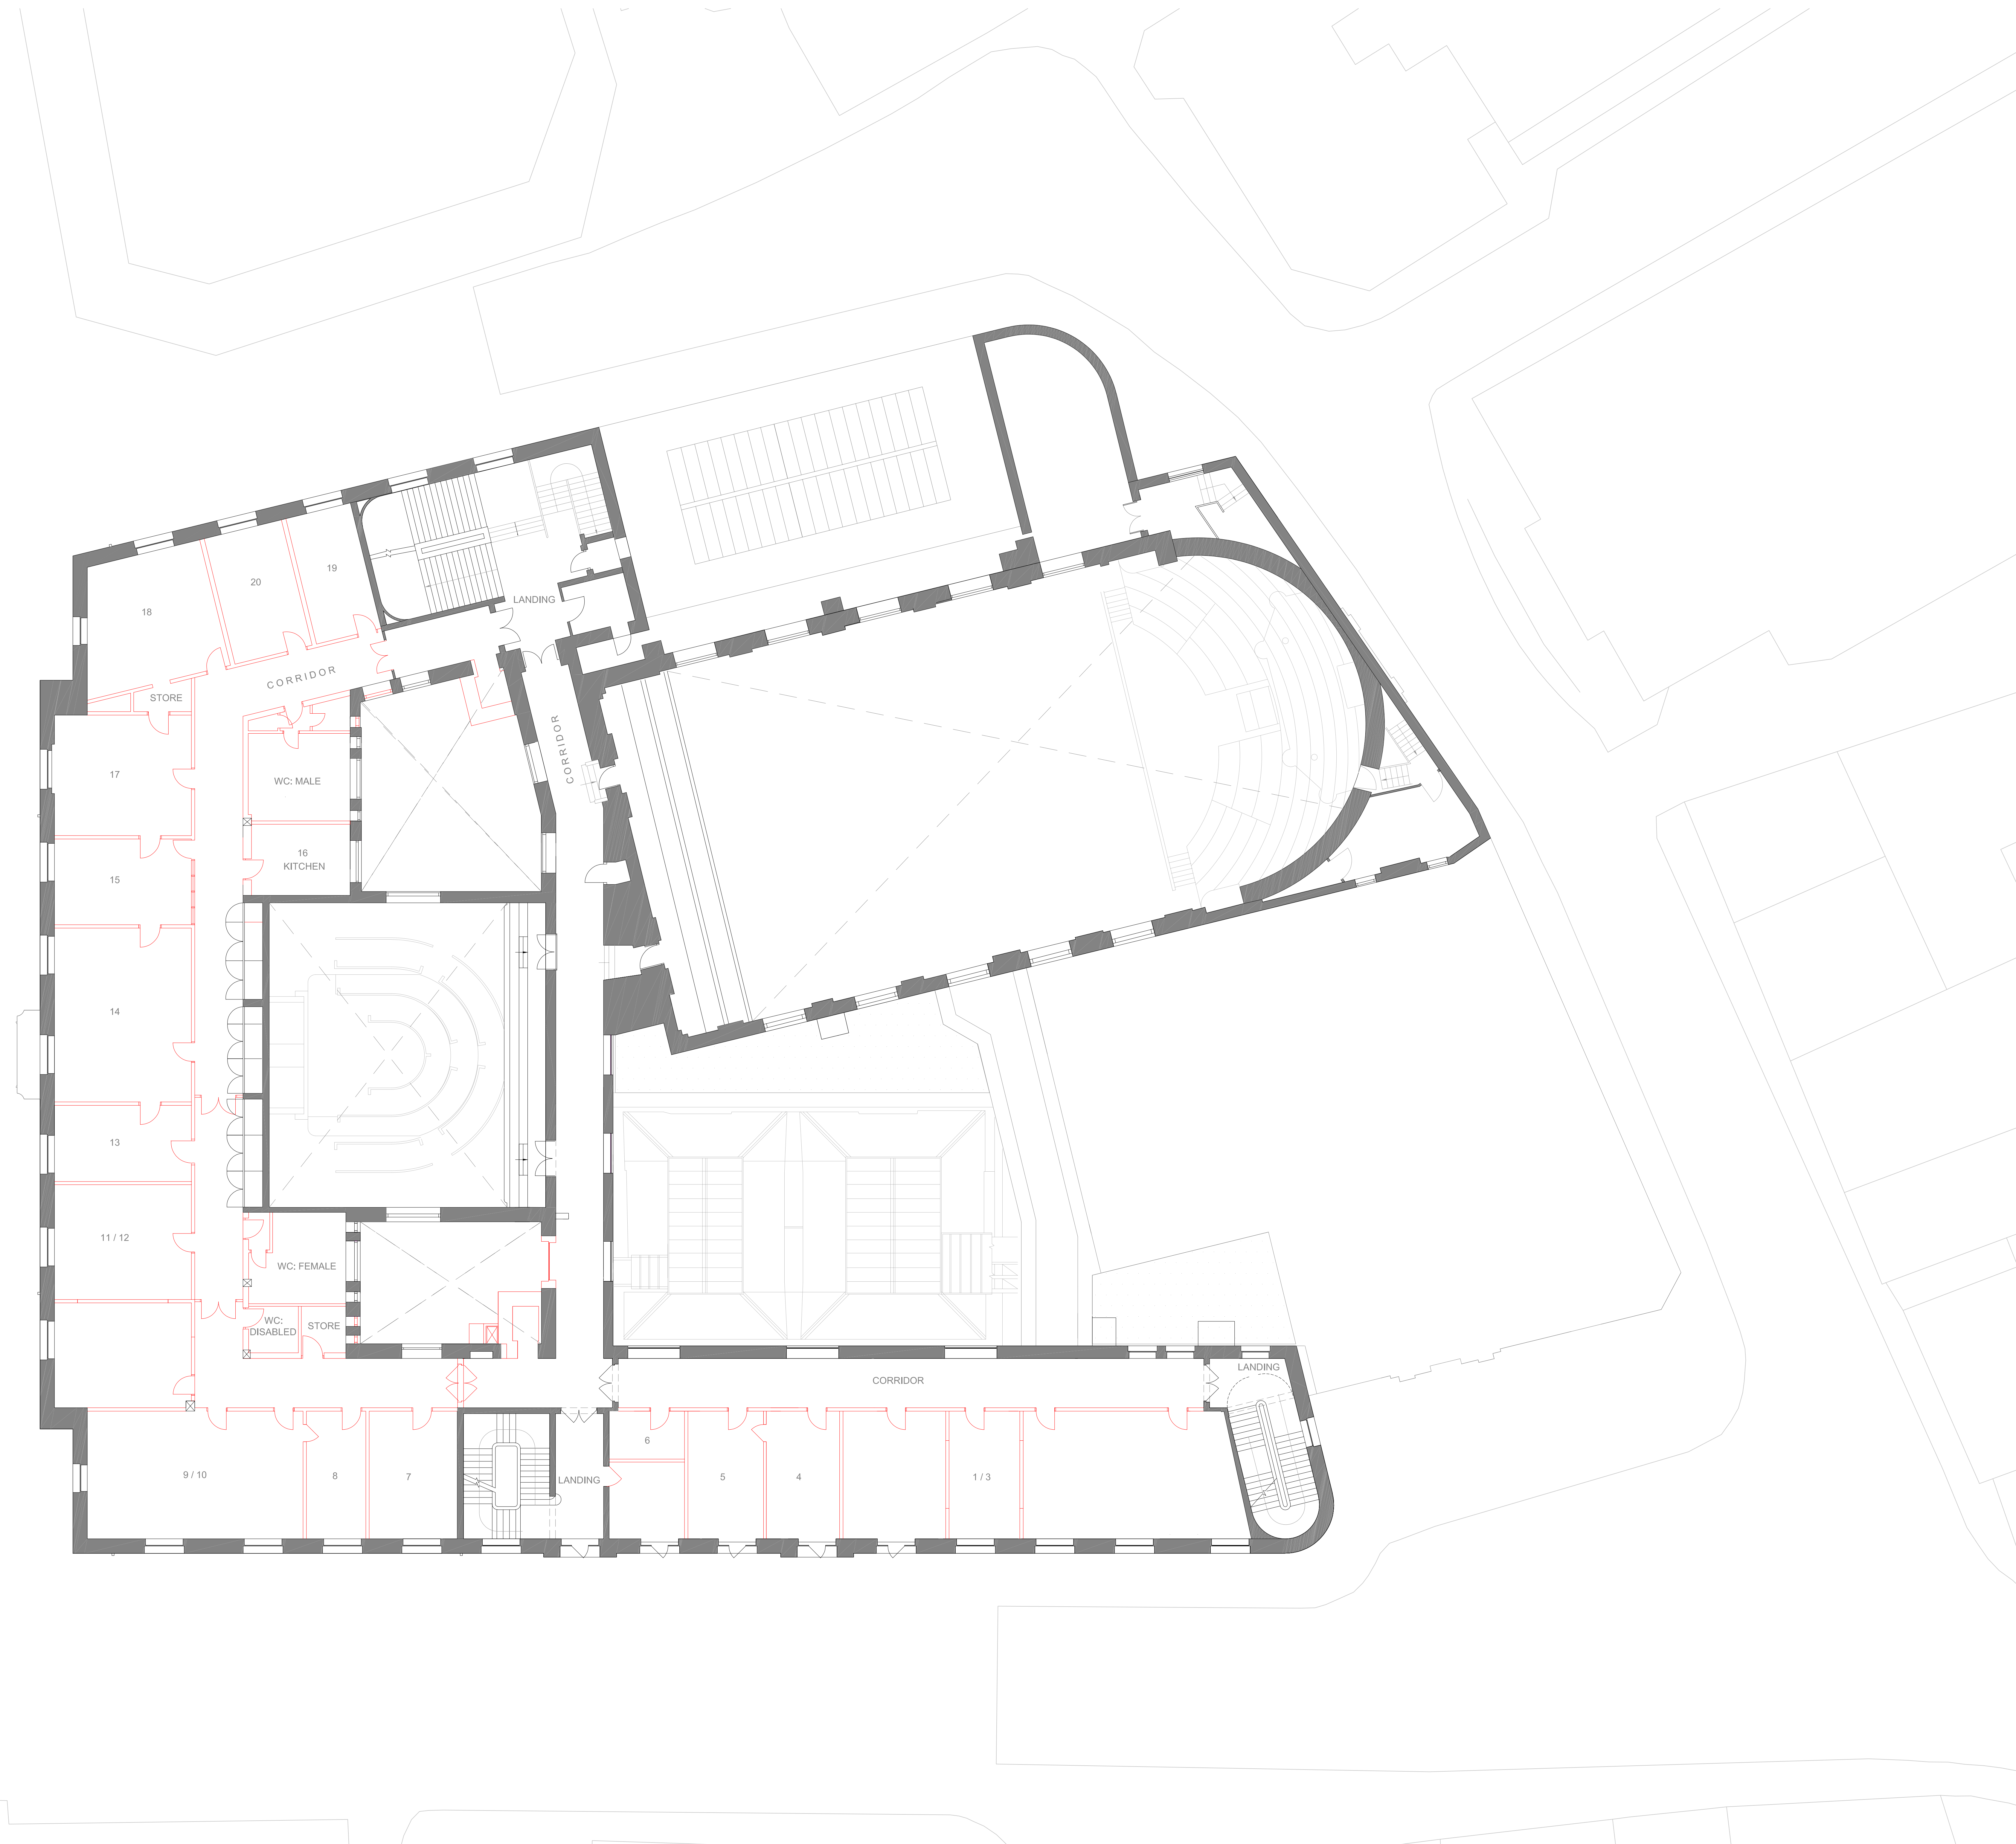 19
20
LANDING
18
CORRIDOR
STORE
CORRIDOR
17
WC: MALE
16
KITCHEN
15
14
13
11 / 12
WC: FEMALE
WC:
DISABLED
STORE
LANDING
CORRIDOR
6
9 / 10
8
7
LANDING
5
4
1 / 3